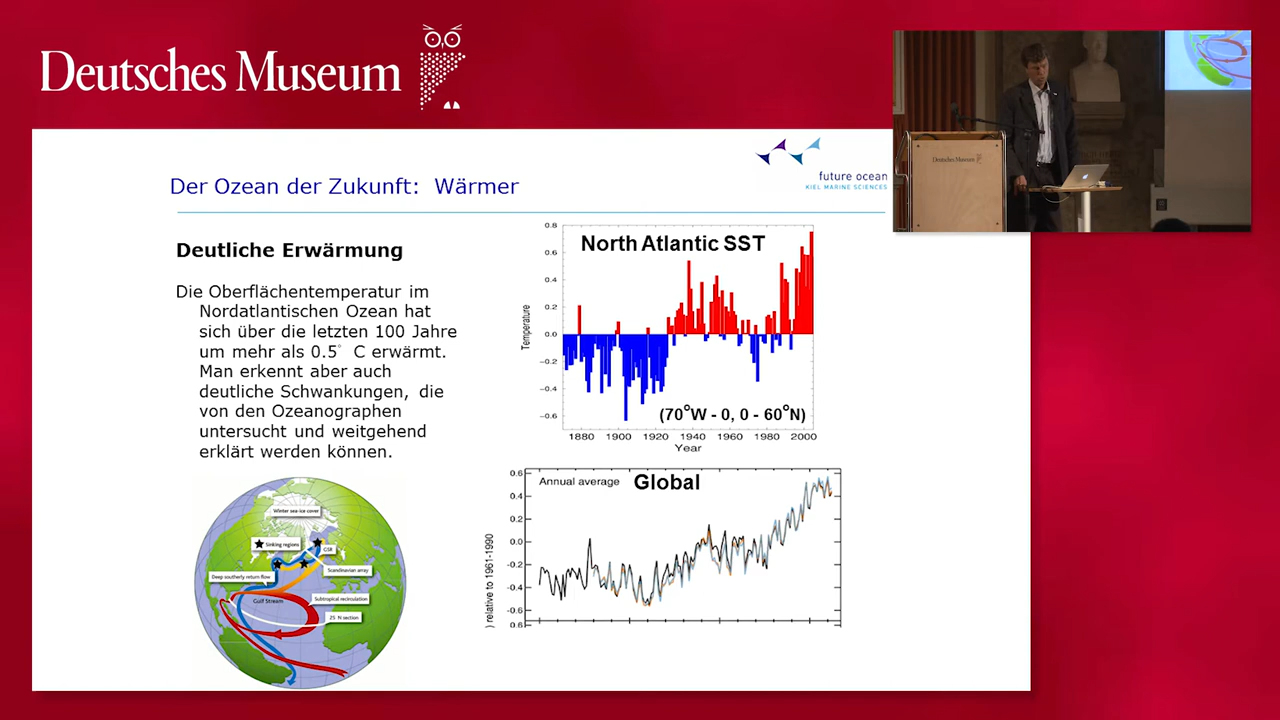 Deutsches Museum
future ocean
KIEL MARINE SCIENCES
Deutsches Museum
Der Ozean der Zukunft: Wärmer
Deutliche Erwärmung
Die Oberflächentemperatur im
Nordatlantischen Ozean hat
sich über die letzten 100 Jahre
um mehr als 0.5° C erwärmt.
Man erkennt aber auch
deutliche Schwankungen, die
von den Ozeanographen
untersucht und weitgehend
erklärt werden können.
North Atlantic SST
0.8
0.6
0.4
0.2
0.0
-0.2
-0.4
-0.6
Temperature
(70°W - 0, 0 - 60°N)
1880 1900 1920 1940 1960 1980 2000
Year
Annual average Global
0.6
0.4
0.2
0.0
-0.2
-0.4
-0.6
0.6
) relative to 1961-1990
Winter sea-ice cover
Sinking regions
GSR
Scandinavian array
Deep southerly return flow
Gulf Stream
Subtropical recirculation
25 N section